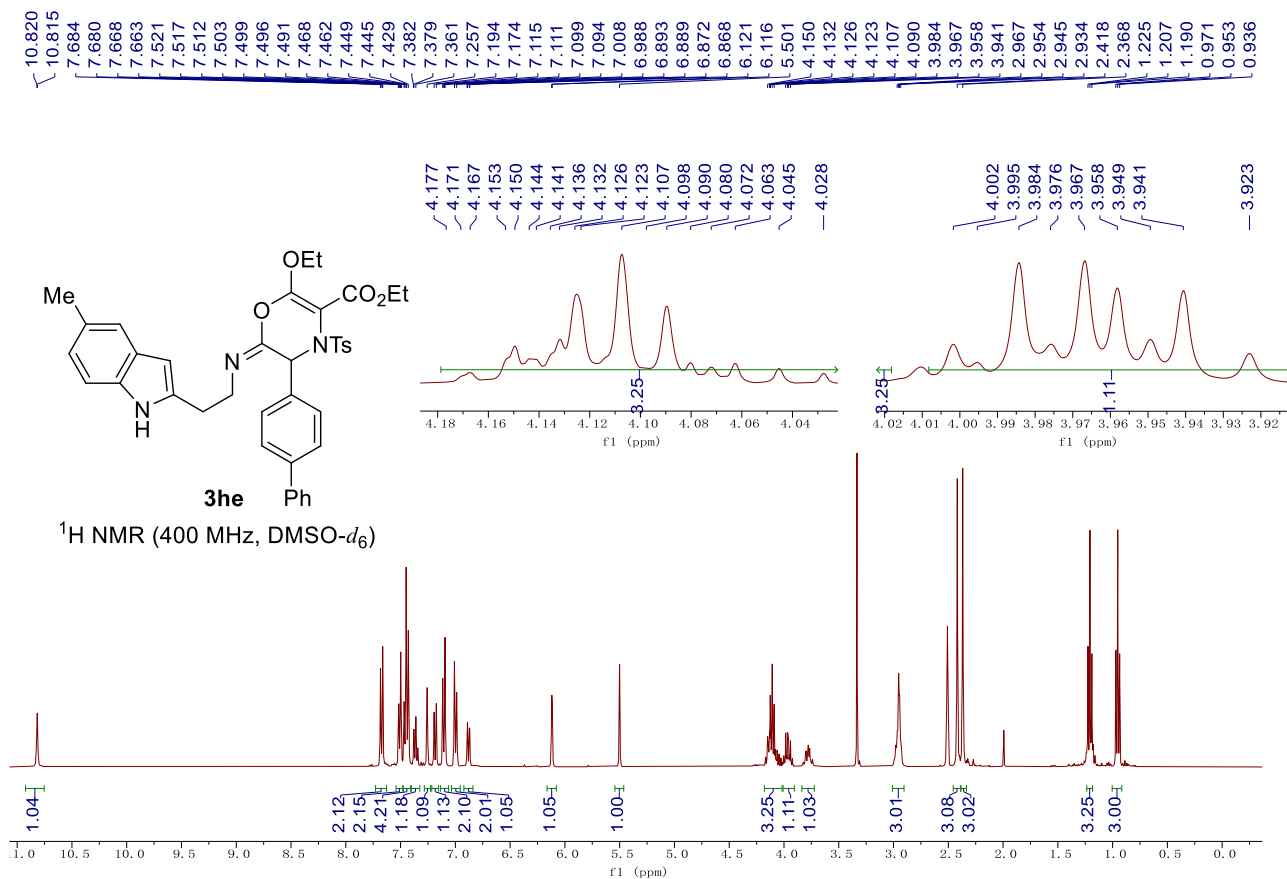 10.820 10.815 7.684 7.680 7.668 7.663 7.521 7.517 7.512 7.503 7.499 7.496 7.491 7.468 7.462 7.449 7.445 7.429 7.382 7.379 7.361 7.257 7.194 7.174 7.115 7.111 7.099 7.094 7.008 6.988 6.893 6.889 6.872 6.868 6.121 6.116 5.501 4.150 4.132 4.126 4.123 4.107 4.090 3.984 3.967 3.958 3.941 2.967 2.954 2.945 2.934 2.418 2.368 1.225 1.207 1.190 0.971 0.953 0.936
4.177 4.171 4.167 4.153 4.150 4.144 4.141 4.136 4.132 4.126 4.123 4.107 4.098 4.090 4.080 4.072 4.063 4.045 4.028
4.002 3.995 3.984 3.976 3.967 3.958 3.949 3.941 3.923
OEt
Me
O
CO₂Et
N
NTs
N
H
Ph
3he
¹H NMR (400 MHz, DMSO-d₆)
3.25
4.18 4.16 4.14 4.12 4.10 4.08 4.06 4.04
f1 (ppm)
3.25 1.11
4.02 4.01 4.00 3.99 3.98 3.97 3.96 3.95 3.94 3.93 3.92
f1 (ppm)
1.04 2.12 2.15 4.21 1.18 1.09 1.13 2.10 2.01 1.05 1.05 1.00 3.25 1.11 1.03 3.01 3.08 3.02 3.25 3.00
1.0 10.5 10.0 9.5 9.0 8.5 8.0 7.5 7.0 6.5 6.0 5.5 5.0 4.5 4.0 3.5 3.0 2.5 2.0 1.5 1.0 0.5 0.0
f1 (ppm)